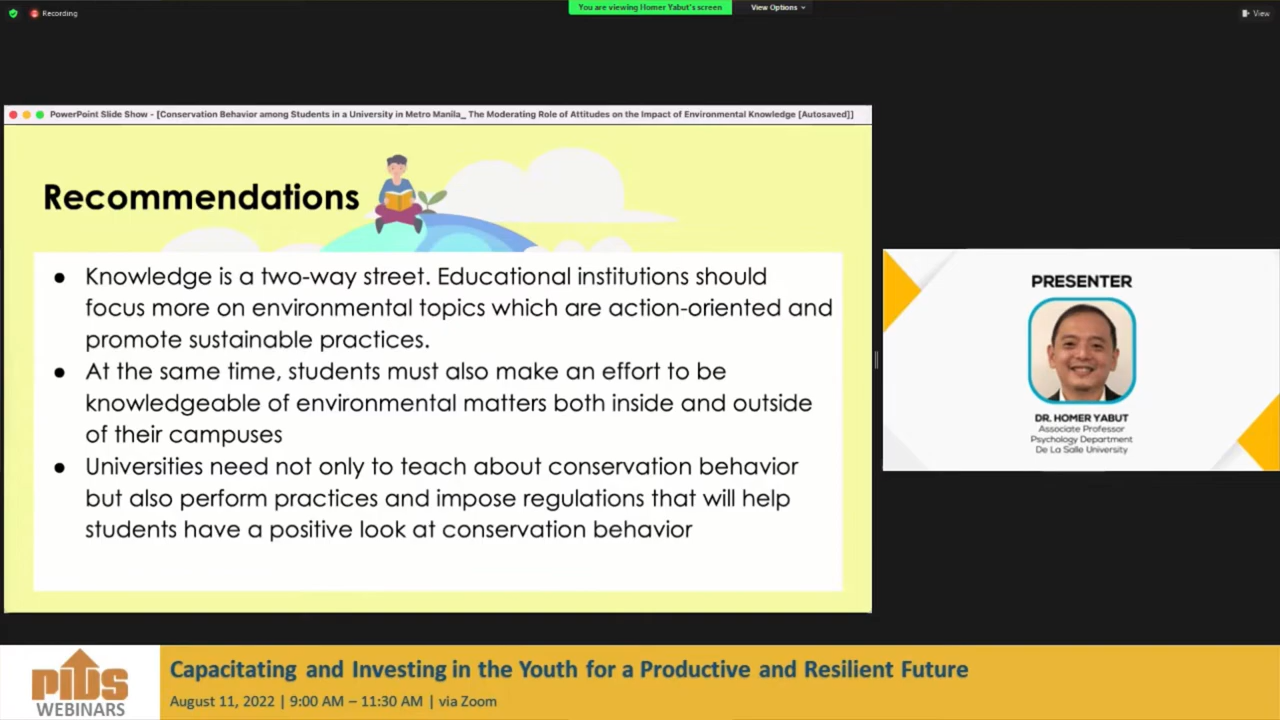 Recording
You are viewing Homer Yabut's screen
View Options
View
PowerPoint Slide Show - [Conservation Behavior among Students in a University in Metro Manila_ The Moderating Role of Attitudes on the Impact of Environmental Knowledge [Autosaved]]
Recommendations
● Knowledge is a two-way street. Educational institutions should
focus more on environmental topics which are action-oriented and
promote sustainable practices.
● At the same time, students must also make an effort to be
knowledgeable of environmental matters both inside and outside
of their campuses
● Universities need not only to teach about conservation behavior
but also perform practices and impose regulations that will help
students have a positive look at conservation behavior
PRESENTER
DR. HOMER YABUT
Associate Professor
Psychology Department
De La Salle University
PIDS
WEBINARS
Capacitating and Investing in the Youth for a Productive and Resilient Future
August 11, 2022 | 9:00 AM – 11:30 AM | via Zoom